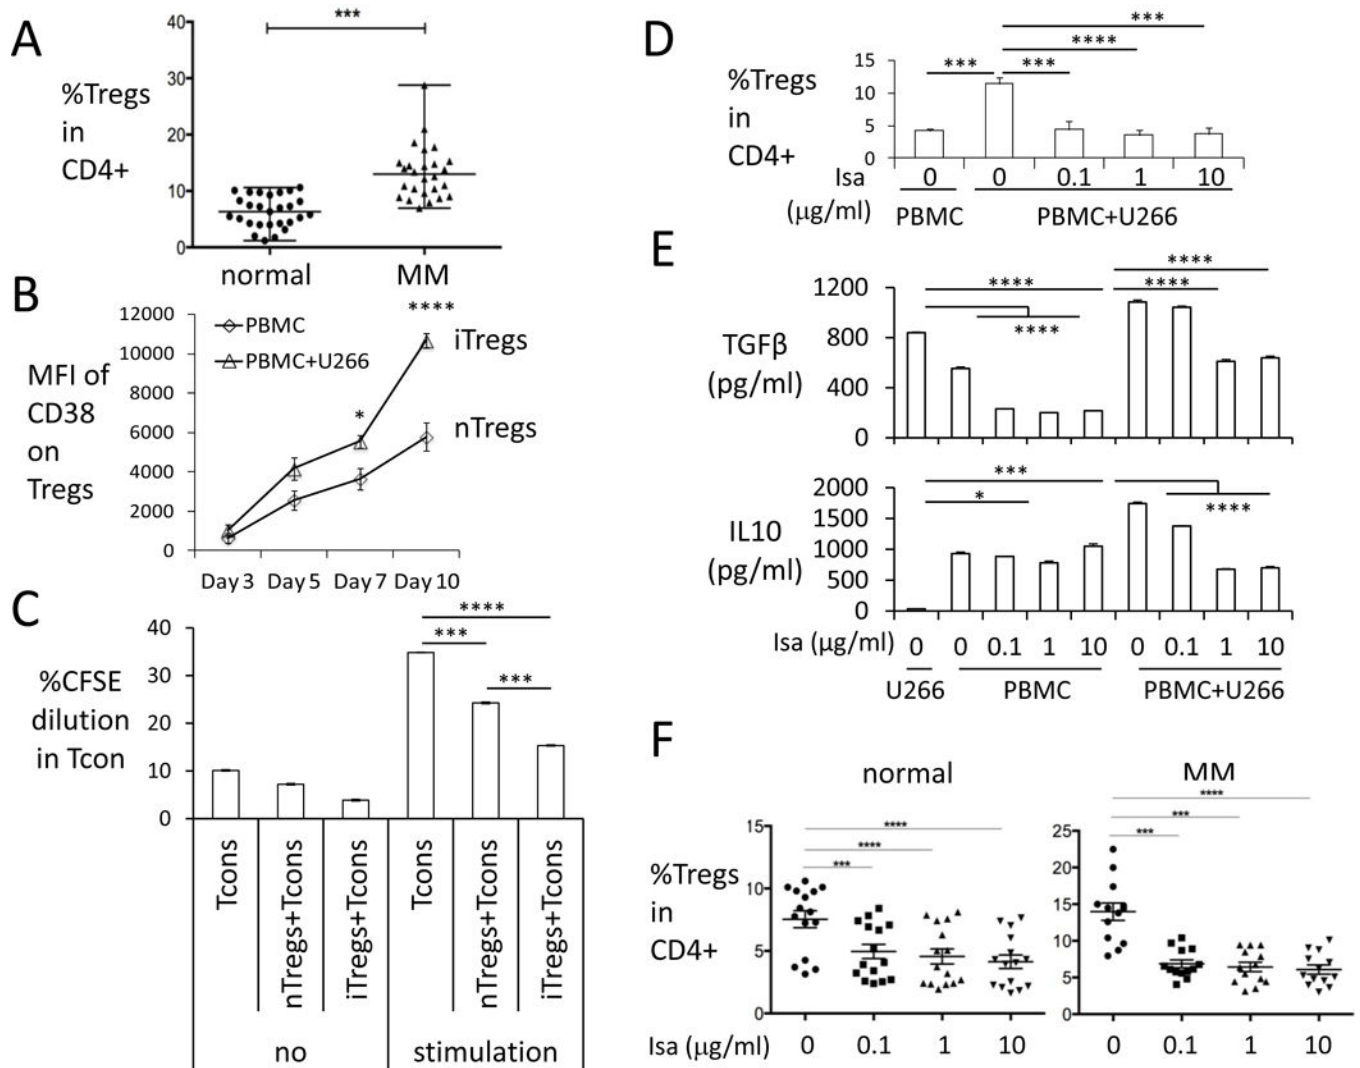 A
%Tregs
in
CD4+
***
40
30
20
10
0
normal MM
B
MFI of
CD38
on
Tregs
12000
10000
8000
6000
4000
2000
0
PBMC
PBMC+U266
****
*
iTregs
nTregs
Day 3 Day 5 Day 7 Day 10
C
%CFSE
dilution
in Tcon
40
30
20
10
0
****
***
***
Tcons
nTregs+Tcons
iTregs+Tcons
Tcons
nTregs+Tcons
iTregs+Tcons
no stimulation
D
%Tregs
in
CD4+
***
****
*** ***
15
10
5
0
Isa 0 0 0.1 1 10
(μg/ml) PBMC PBMC+U266
E
TGFβ
(pg/ml)
1200
800
400
0
****
****
****
****
IL10
(pg/ml)
2000
1500
1000
500
0
***
*
****
Isa (μg/ml) 0 0 0.1 1 10 0 0.1 1 10
U266 PBMC PBMC+U266
F
normal MM
%Tregs
in
CD4+
15
10
5
0
****
****
***
25
20
15
10
5
0
****
***
***
Isa (μg/ml) 0 0.1 1 10 0 0.1 1 10